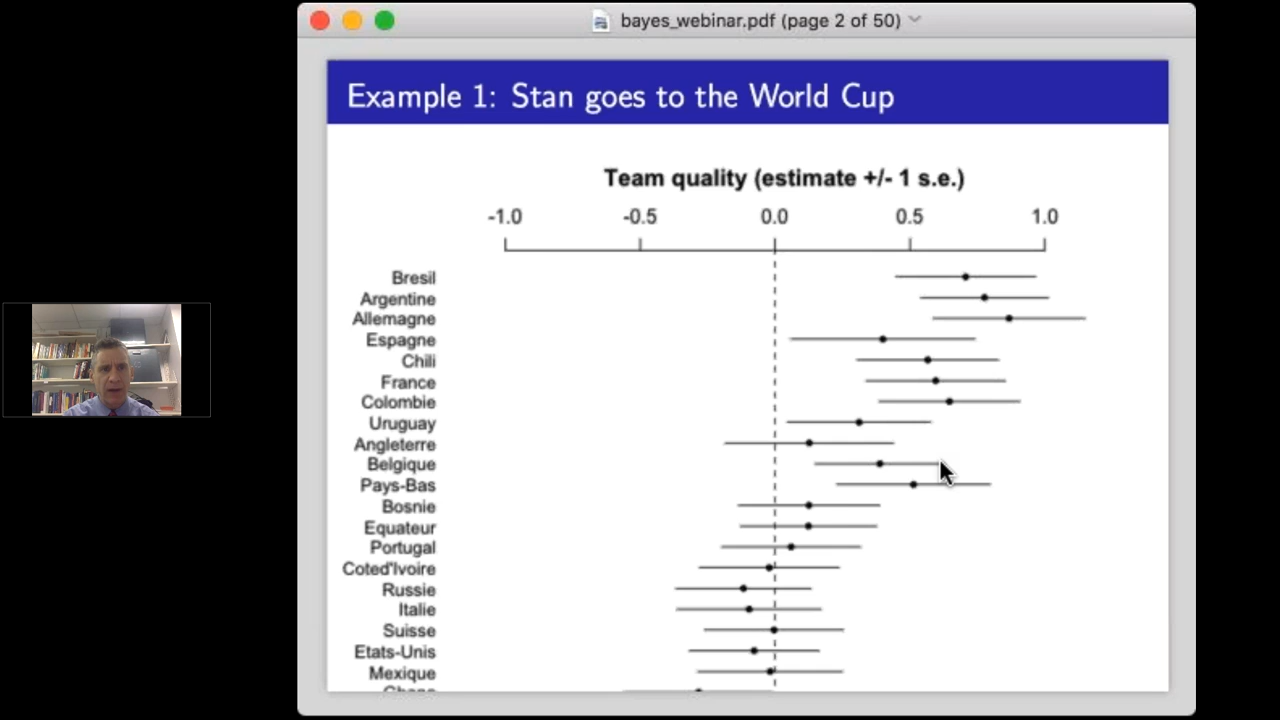 bayes_webinar.pdf (page 2 of 50)
Example 1: Stan goes to the World Cup
Team quality (estimate +/- 1 s.e.)
-1.0 -0.5 0.0 0.5 1.0
Bresil
Argentine
Allemagne
Espagne
Chili
France
Colombie
Uruguay
Angleterre
Belgique
Pays-Bas
Bosnie
Equateur
Portugal
Coted'Ivoire
Russie
Italie
Suisse
Etats-Unis
Mexique